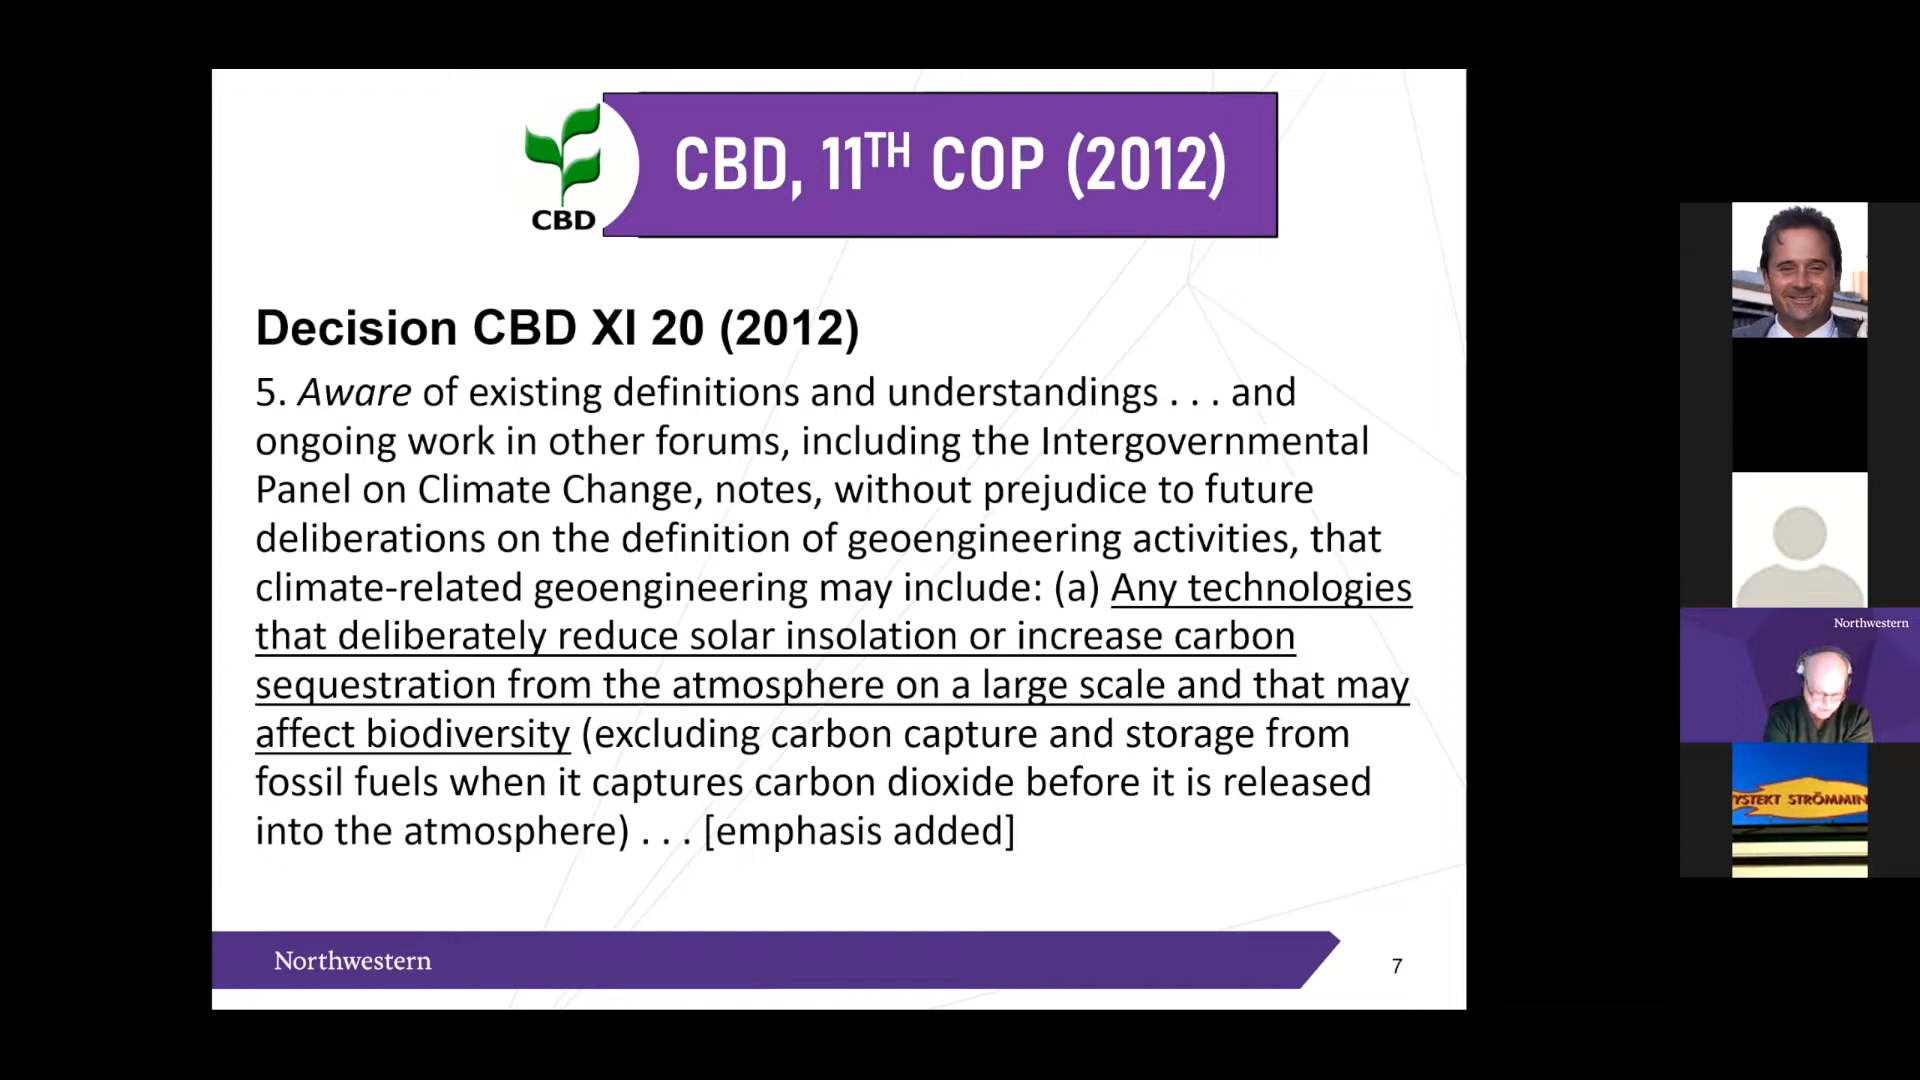 CBD
CBD, 11TH COP (2012)
Decision CBD XI 20 (2012)
5. Aware of existing definitions and understandings . . . and
ongoing work in other forums, including the Intergovernmental
Panel on Climate Change, notes, without prejudice to future
deliberations on the definition of geoengineering activities, that
climate-related geoengineering may include: (a) Any technologies
that deliberately reduce solar insolation or increase carbon
sequestration from the atmosphere on a large scale and that may
affect biodiversity (excluding carbon capture and storage from
fossil fuels when it captures carbon dioxide before it is released
into the atmosphere) . . . [emphasis added]
Northwestern
7
Northwestern
YSTEKT STRÖMMIN